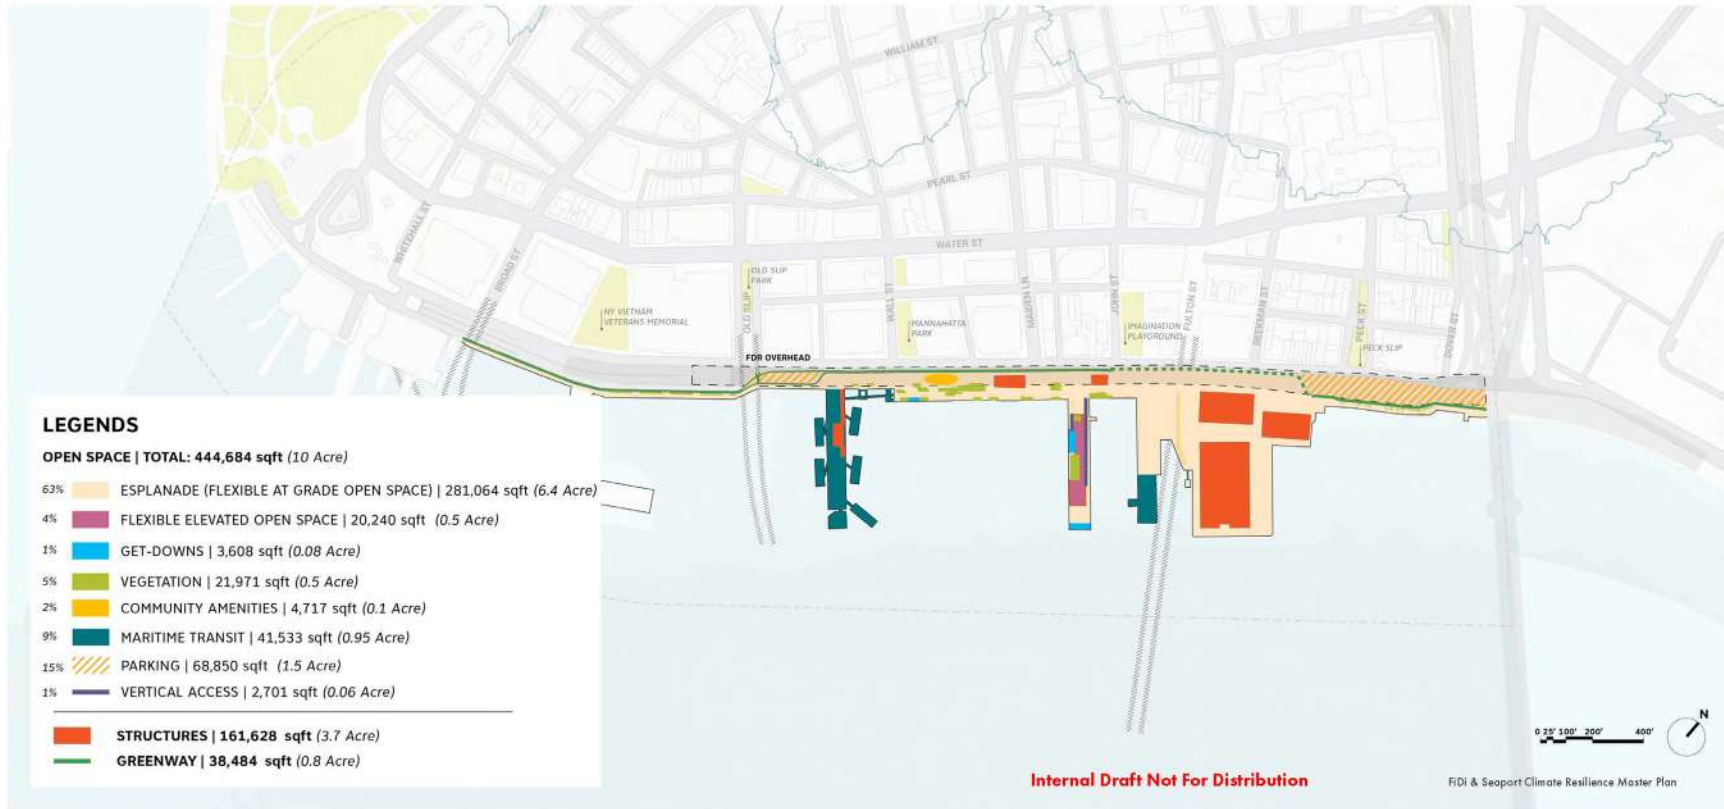 WILLIAM ST
PEARL ST
WATER ST
WHITEHALL ST
BROAD ST
OLD SLIP
OLD SLIP
PARK
NY VIETNAM
VETERANS MEMORIAL
WALL ST
MANNAHATTA
PARK
MAIDEN LN
JOHN ST
IMAGINATION
PLAYGROUND
FULTON ST
BEEKMAN ST
PECK ST
PECK SLIP
DOVER ST
FDR OVERHEAD
LEGENDS
OPEN SPACE | TOTAL: 444,684 sqft (10 Acre)
63% ESPLANADE (FLEXIBLE AT GRADE OPEN SPACE) | 281,064 sqft (6.4 Acre)
4% FLEXIBLE ELEVATED OPEN SPACE | 20,240 sqft (0.5 Acre)
1% GET-DOWNS | 3,608 sqft (0.08 Acre)
5% VEGETATION | 21,971 sqft (0.5 Acre)
2% COMMUNITY AMENITIES | 4,717 sqft (0.1 Acre)
9% MARITIME TRANSIT | 41,533 sqft (0.95 Acre)
15% PARKING | 68,850 sqft (1.5 Acre)
1% VERTICAL ACCESS | 2,701 sqft (0.06 Acre)
STRUCTURES | 161,628 sqft (3.7 Acre)
GREENWAY | 38,484 sqft (0.8 Acre)
N
0 25' 100' 200' 400'
Internal Draft Not For Distribution
FiDi & Seaport Climate Resilience Master Plan